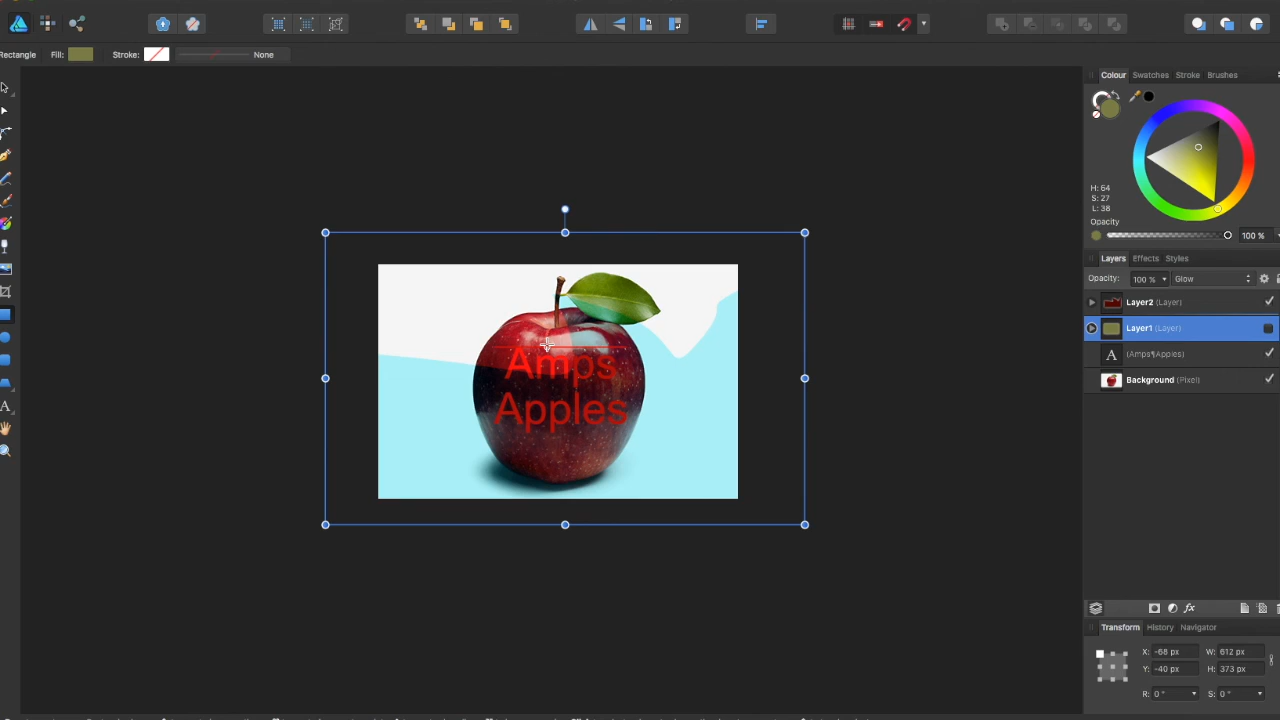 Rectangle Fill: Stroke: None
Colour Swatches Stroke Brushes
H: 64
S: 27
L: 38
Opacity
100 %
Layers Effects Styles
Opacity: 100 % Glow
Layer2 (Layer)
Layer1 (Layer)
A (Amps¶Apples)
Background (Pixel)
Amps
Apples
A
fx
Transform History Navigator
X: -68 px W: 612 px
Y: -40 px H: 373 px
R: 0 ° S: 0 °